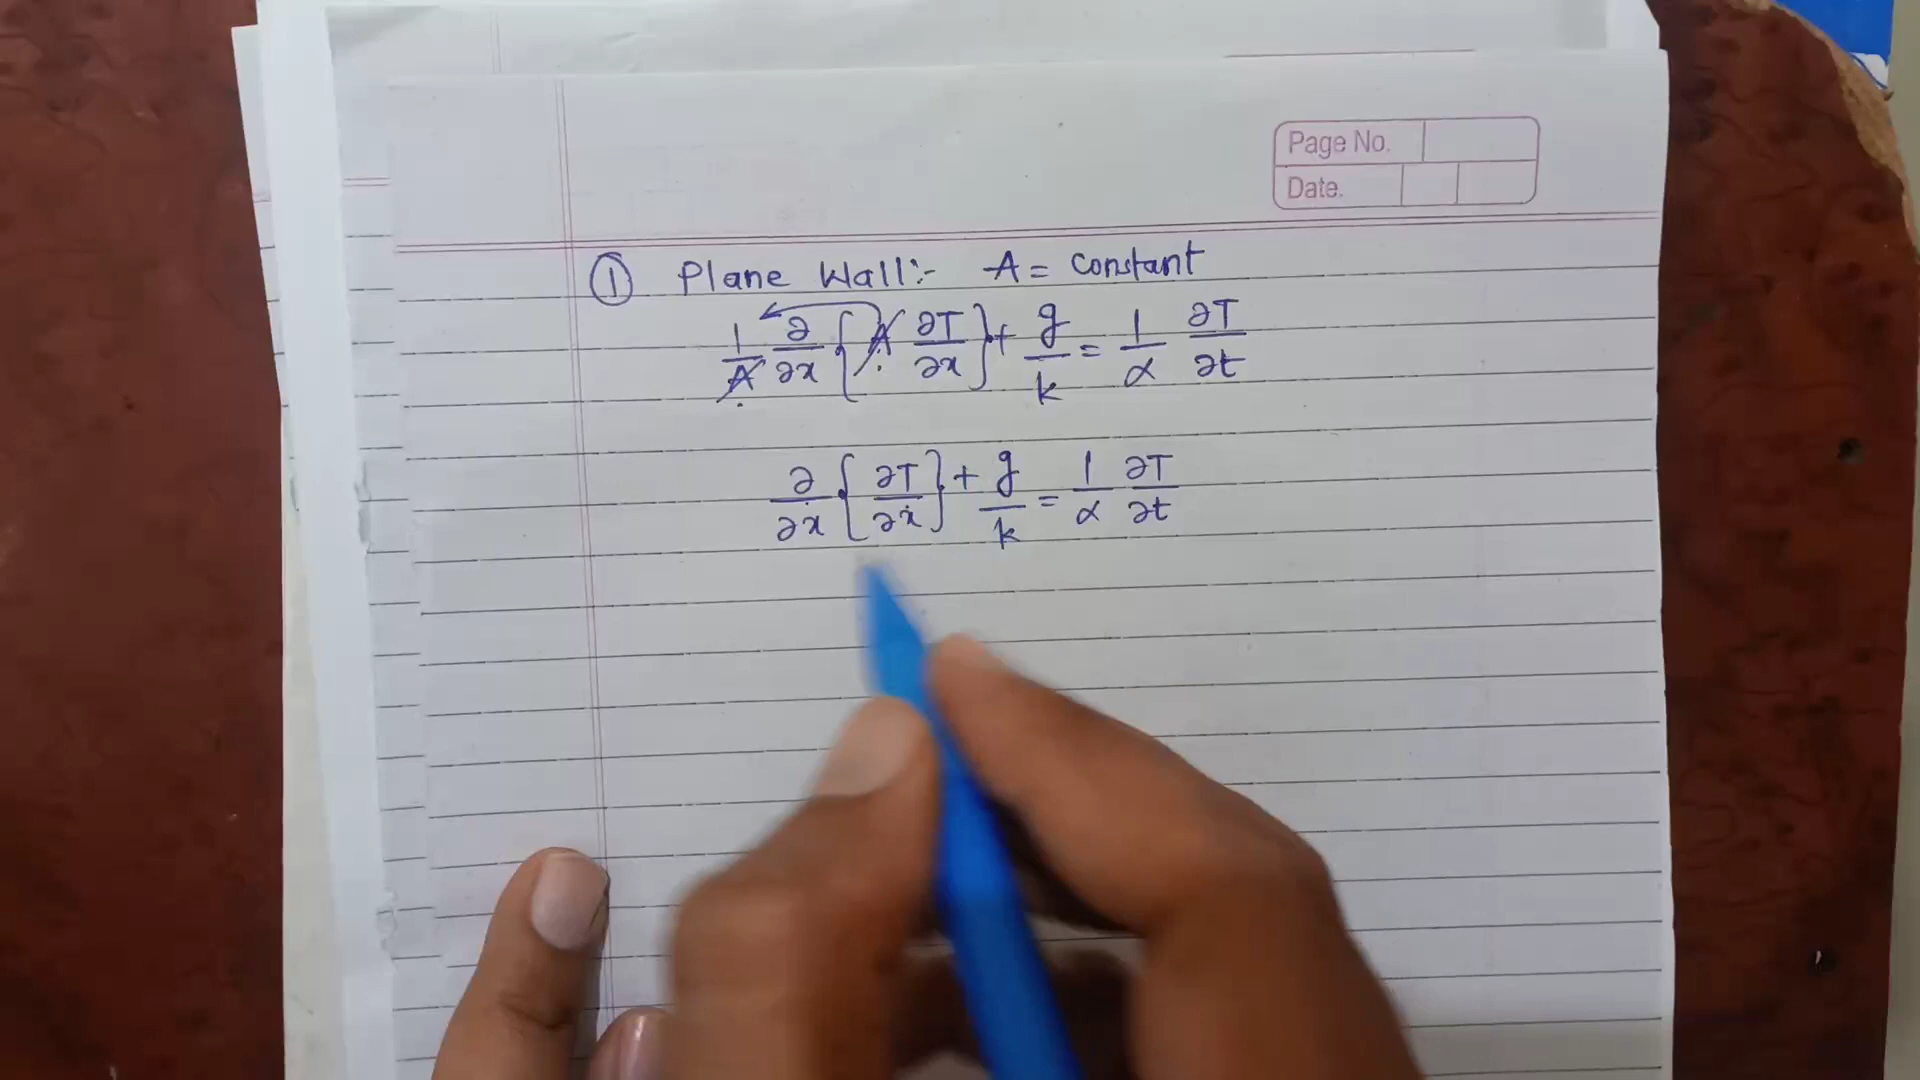 Page No.
Date.
① Plane Wall:- A = constant
1/A ∂/∂x {A ∂T/∂x} + g/k = 1/α ∂T/∂t
∂/∂x {∂T/∂x} + g/k = 1/α ∂T/∂t